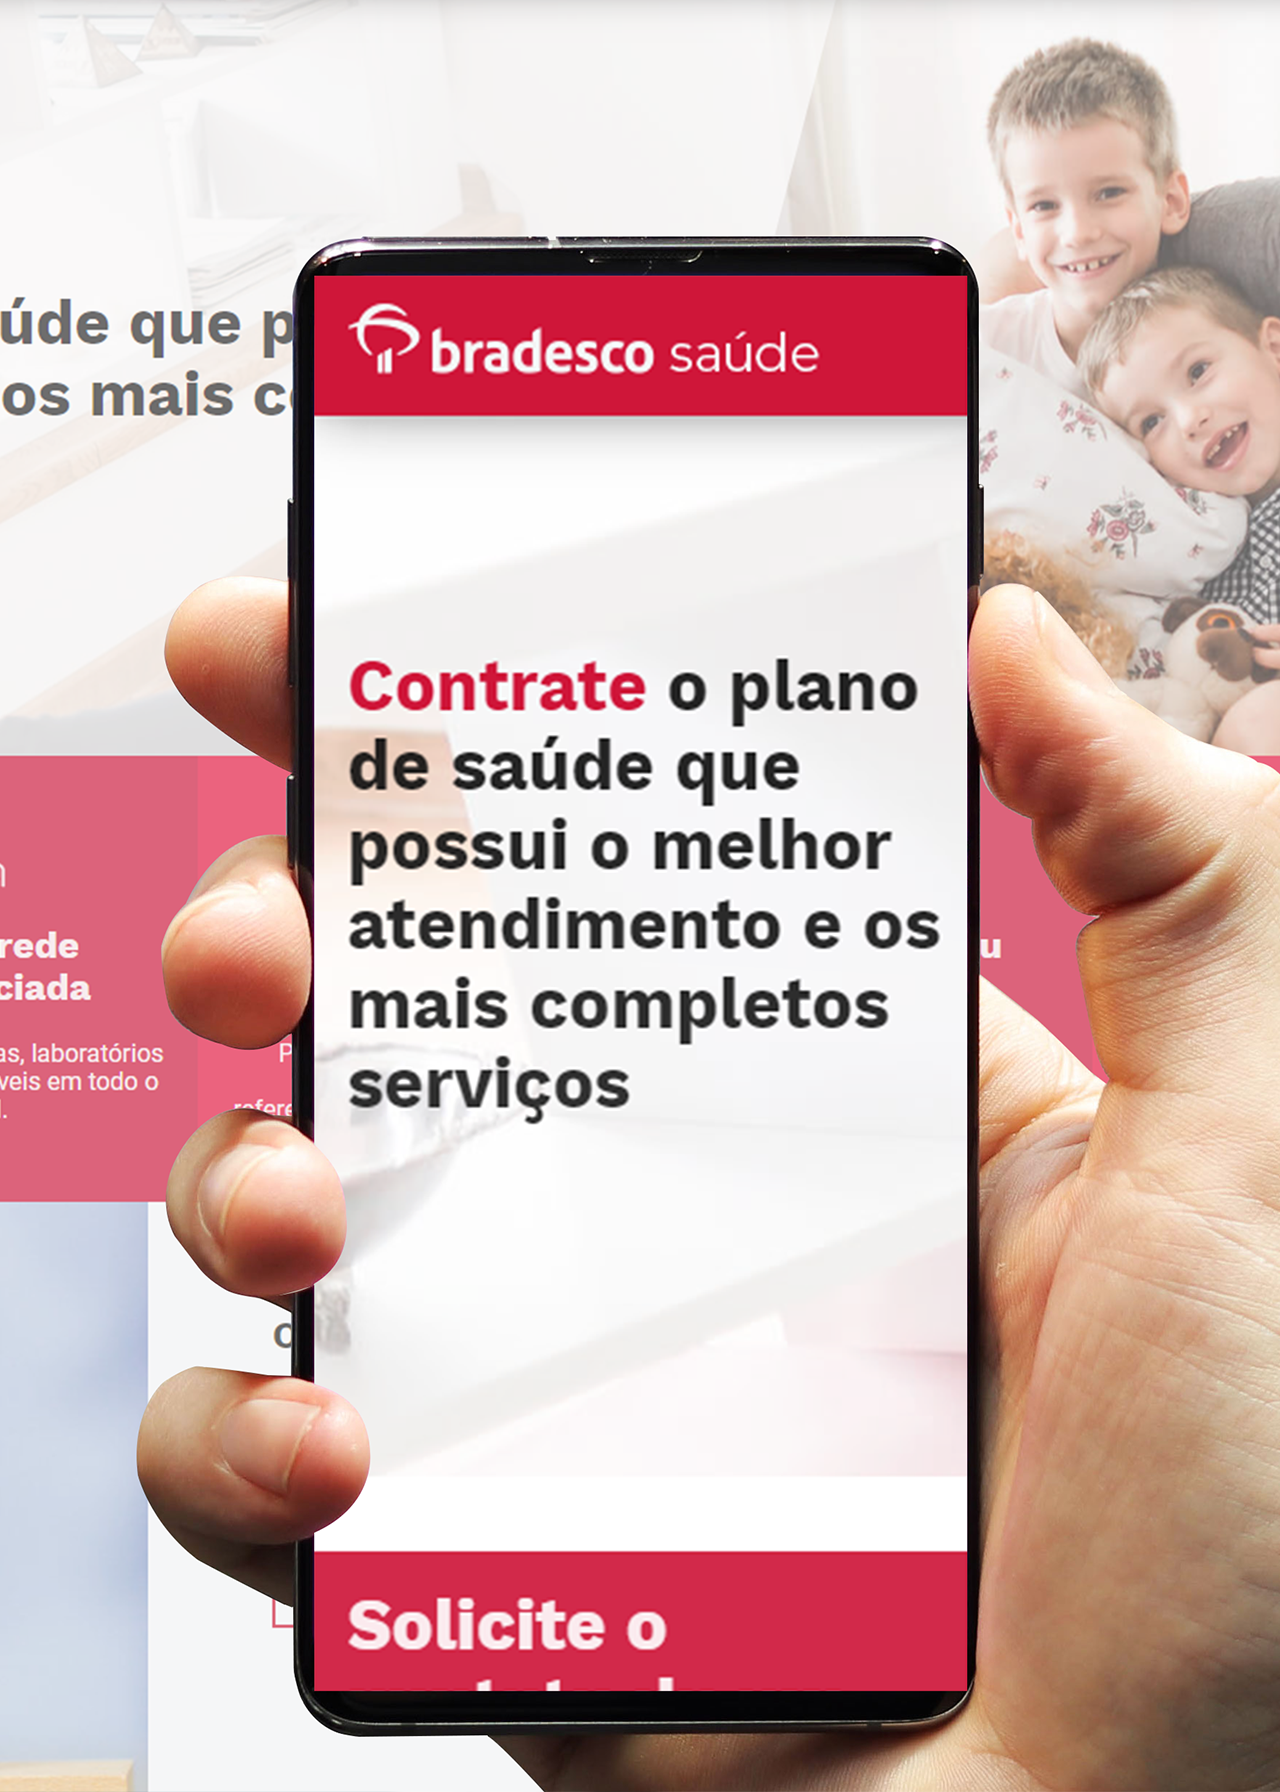 úde que p
os mais c
bradesco saúde
Contrate o plano
de saúde que
possui o melhor
atendimento e os
mais completos
serviços
rede
ciada
as, laboratórios
veis em todo o
P
refere
u
Solicite o